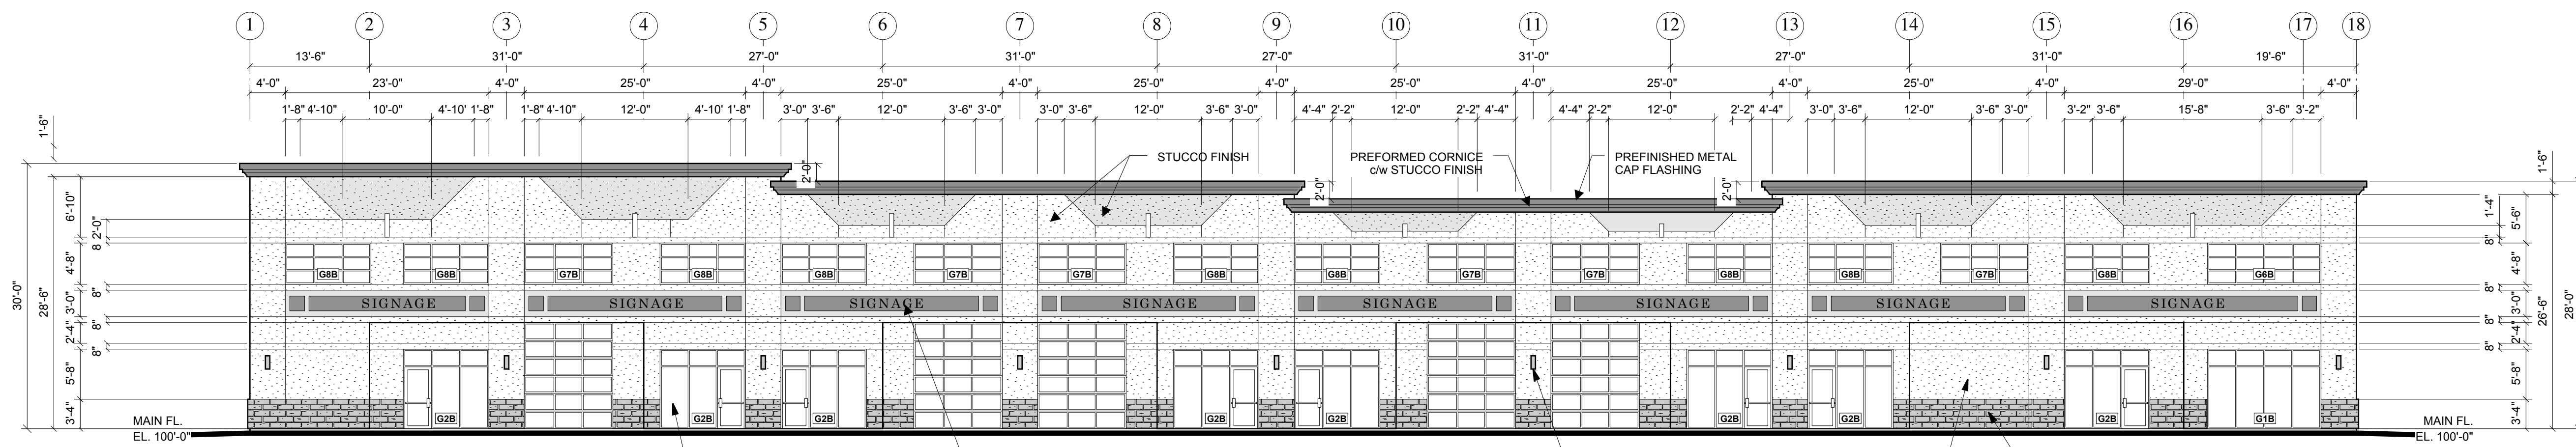 1 2 3 4 5 6 7 8 9 10 11 12 13 14 15 16 17 18
13'-6" 31'-0" 27'-0" 31'-0" 27'-0" 31'-0" 27'-0" 31'-0" 19'-6"
4'-0" 23'-0" 4'-0" 25'-0" 4'-0" 25'-0" 4'-0" 25'-0" 4'-0" 25'-0" 4'-0" 25'-0" 4'-0" 25'-0" 4'-0" 29'-0" 4'-0"
1'-8" 4'-10" 10'-0" 4'-10' 1'-8" 1'-8" 4'-10" 12'-0" 4'-10' 1'-8" 3'-0" 3'-6" 12'-0" 3'-6" 3'-0" 3'-0" 3'-6" 12'-0" 3'-6" 3'-0" 4'-4" 2'-2" 12'-0" 2'-2" 4'-4" 4'-4" 2'-2" 12'-0" 2'-2" 4'-4" 3'-0" 3'-6" 12'-0" 3'-6" 3'-0" 3'-2" 3'-6" 15'-8" 3'-6" 3'-2"
1'-6"
30'-0"
28'-6"
6'-10"
2'-0"
8
4'-8"
8"
3'-0"
8"
2'-4"
8"
5'-8"
3'-4"
2'-0"
STUCCO FINISH
PREFORMED CORNICE
c/w STUCCO FINISH
2'-0"
PREFINISHED METAL
CAP FLASHING
2'-0"
G8B G8B G7B G8B G8B G7B G7B G8B G8B G7B G7B G8B G8B G7B G8B G6B
SIGNAGE SIGNAGE SIGNAGE SIGNAGE SIGNAGE SIGNAGE SIGNAGE SIGNAGE
G2B G2B G2B G2B G2B G2B G2B G2B G1B
MAIN FL.
EL. 100'-0"
1'-6"
1'-4"
5'-6"
8"
4'-8"
8"
3'-0"
8"
2'-4"
8"
5'-8"
3'-4"
26'-6"
28'-0"
MAIN FL.
EL. 100'-0"